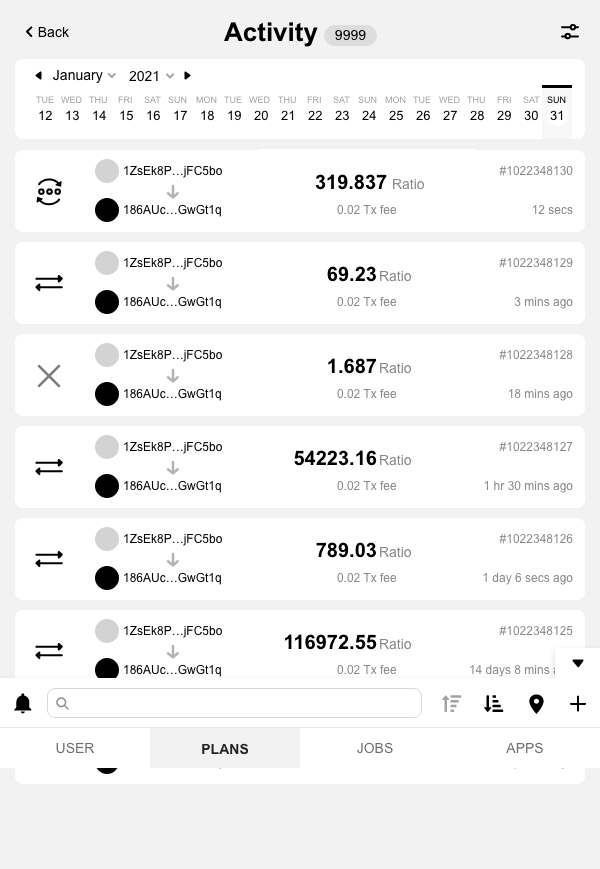 Back
Activity 9999
January 2021
TUE WED THU FRI SAT SUN MON TUE WED THU FRI SAT SUN MON TUE WED THU FRI SAT SUN
12 13 14 15 16 17 18 19 20 21 22 23 24 25 26 27 28 29 30 31
1ZsEk8P…jFC5bo 319.837 Ratio #1022348130
186AUc…GwGt1q 0.02 Tx fee 12 secs
1ZsEk8P…jFC5bo 69.23 Ratio #1022348129
186AUc…GwGt1q 0.02 Tx fee 3 mins ago
1ZsEk8P…jFC5bo 1.687 Ratio #1022348128
186AUc…GwGt1q 0.02 Tx fee 18 mins ago
1ZsEk8P…jFC5bo 54223.16 Ratio #1022348127
186AUc…GwGt1q 0.02 Tx fee 1 hr 30 mins ago
1ZsEk8P…jFC5bo 789.03 Ratio #1022348126
186AUc…GwGt1q 0.02 Tx fee 1 day 6 secs ago
1ZsEk8P…jFC5bo 116972.55 Ratio #1022348125
186AUc…GwGt1q 0.02 Tx fee 14 days 8 mins
USER PLANS JOBS APPS